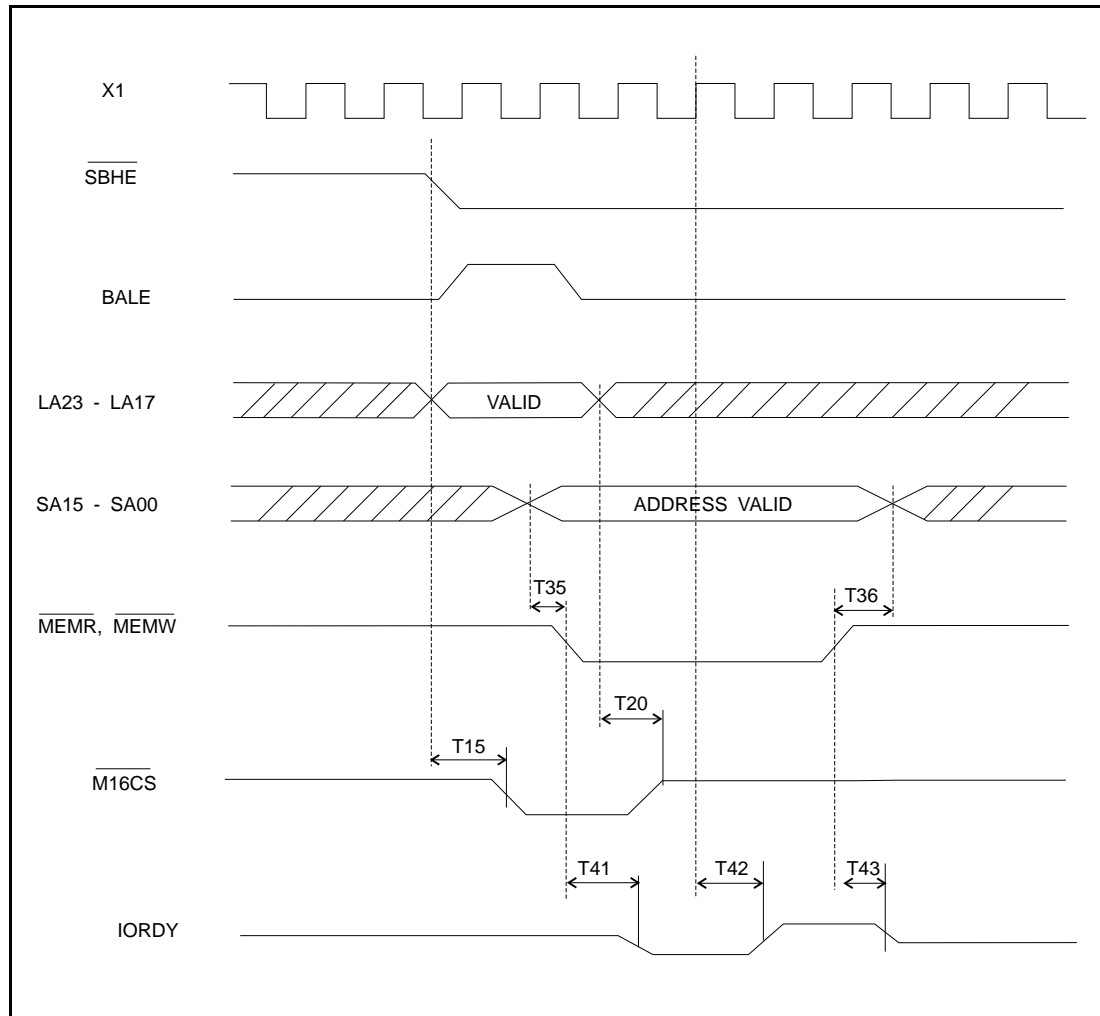 X1
SBHE
BALE
LA23 - LA17
VALID
SA15 - SA00
ADDRESS VALID
T35
T36
MEMR, MEMW
T20
T15
M16CS
T41
T42
T43
IORDY